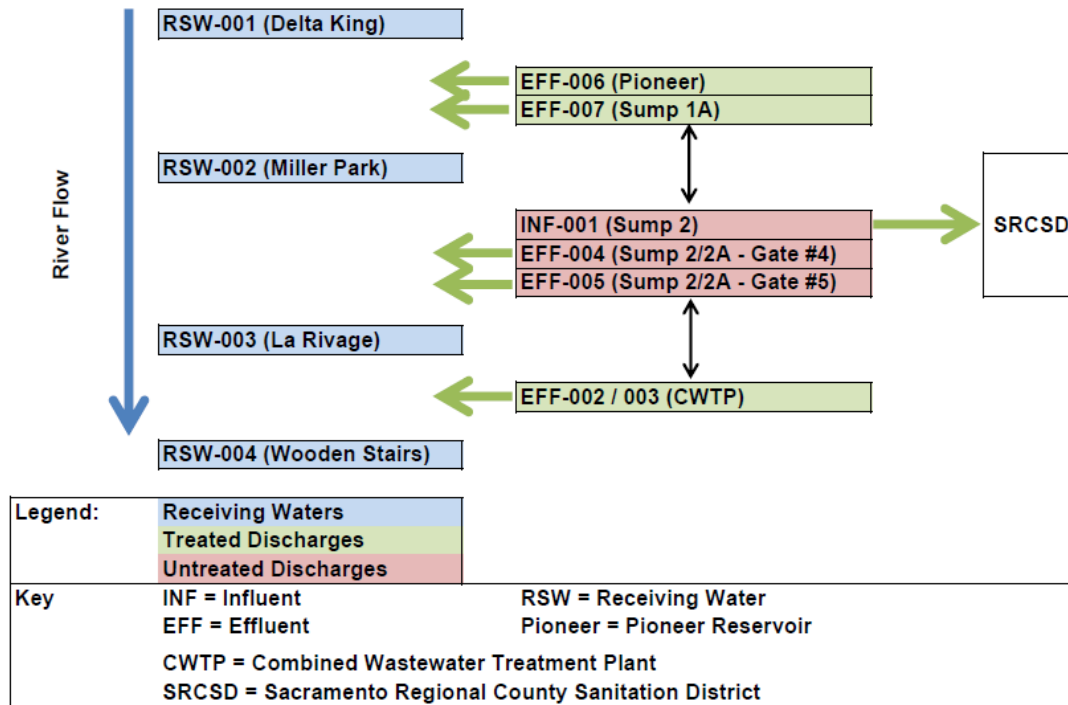 RSW-001 (Delta King)
EFF-006 (Pioneer)
EFF-007 (Sump 1A)
RSW-002 (Miller Park)
River Flow
INF-001 (Sump 2)
SRCSD
EFF-004 (Sump 2/2A - Gate #4)
EFF-005 (Sump 2/2A - Gate #5)
RSW-003 (La Rivage)
EFF-002 / 003 (CWTP)
RSW-004 (Wooden Stairs)
Legend: Receiving Waters
Treated Discharges
Untreated Discharges
Key INF = Influent RSW = Receiving Water
EFF = Effluent Pioneer = Pioneer Reservoir
CWTP = Combined Wastewater Treatment Plant
SRCSD = Sacramento Regional County Sanitation District